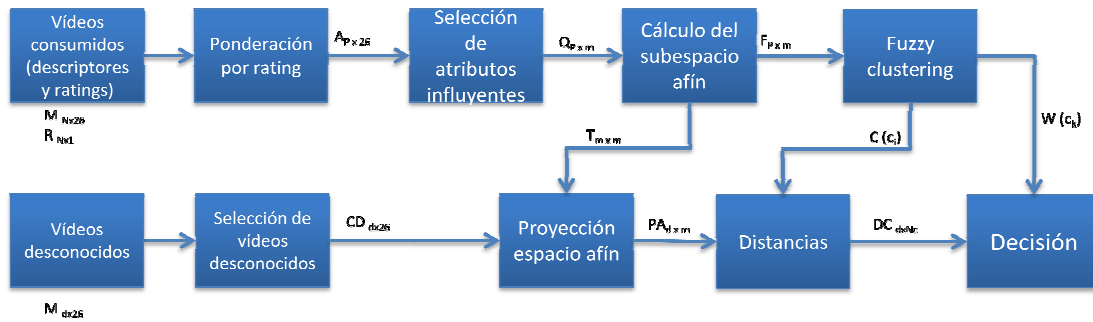 Vídeos
consumidos
(descriptores
y ratings)
M Nx26
R Nx1
Ponderación
por rating
A P x 26
Selección
de
atributos
influyentes
Q P x m
Cálculo del
subespacio
afín
F P x m
Fuzzy
clustering
W (ck)
T m x m
C (ci)
Vídeos
desconocidos
M dx26
Selección de
vídeos
desconocidos
CD dx26
Proyección
espacio afín
PA d x m
Distancias
DC dxNc
Decisión